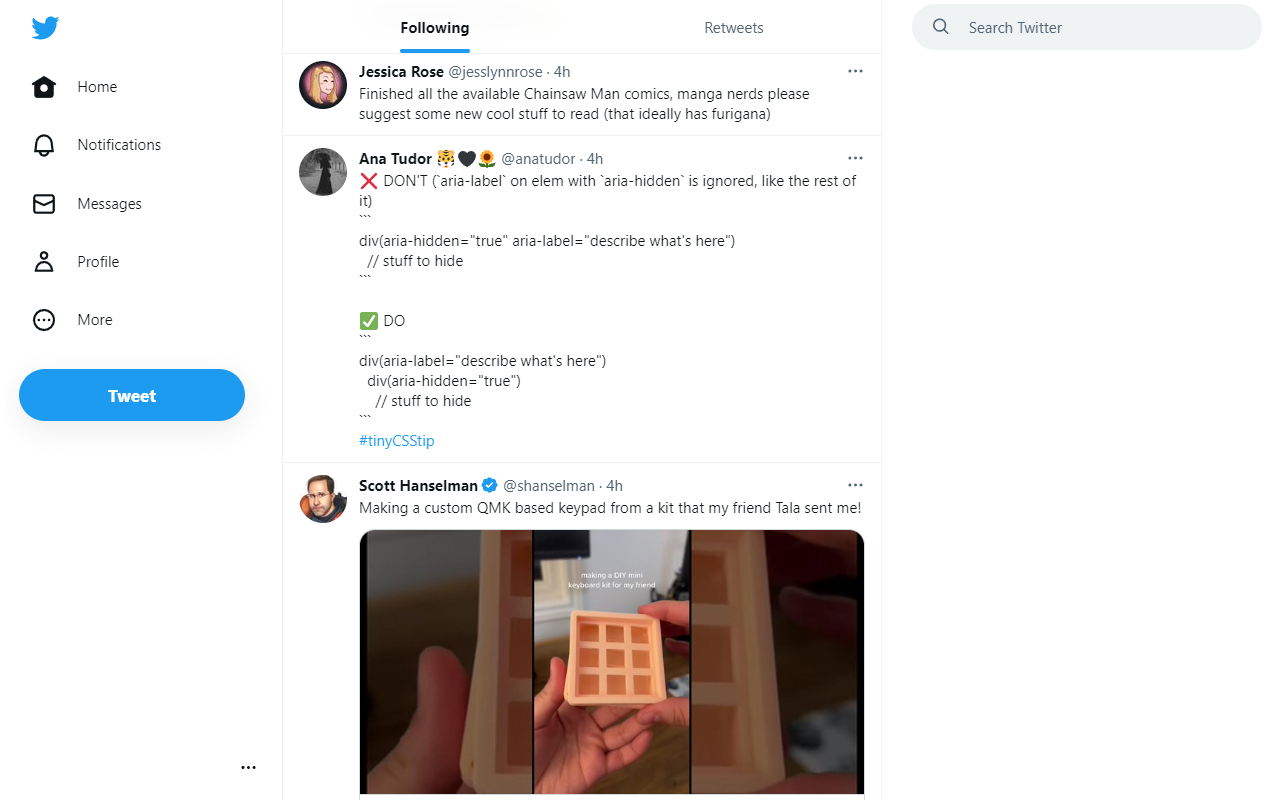 Following
Retweets
Search Twitter
Home
Notifications
Messages
Profile
More
Tweet
Jessica Rose @jesslynnrose · 4h
Finished all the available Chainsaw Man comics, manga nerds please
suggest some new cool stuff to read (that ideally has furigana)
Ana Tudor 🐯🖤🌻 @anatudor · 4h
❌ DON'T (`aria-label` on elem with `aria-hidden` is ignored, like the rest of
it)
```
div(aria-hidden="true" aria-label="describe what's here")
// stuff to hide
```
✅ DO
```
div(aria-label="describe what's here")
div(aria-hidden="true")
// stuff to hide
```
#tinyCSStip
Scott Hanselman @shanselman · 4h
Making a custom QMK based keypad from a kit that my friend Tala sent me!
making a DIY mini
keyboard kit for my friend